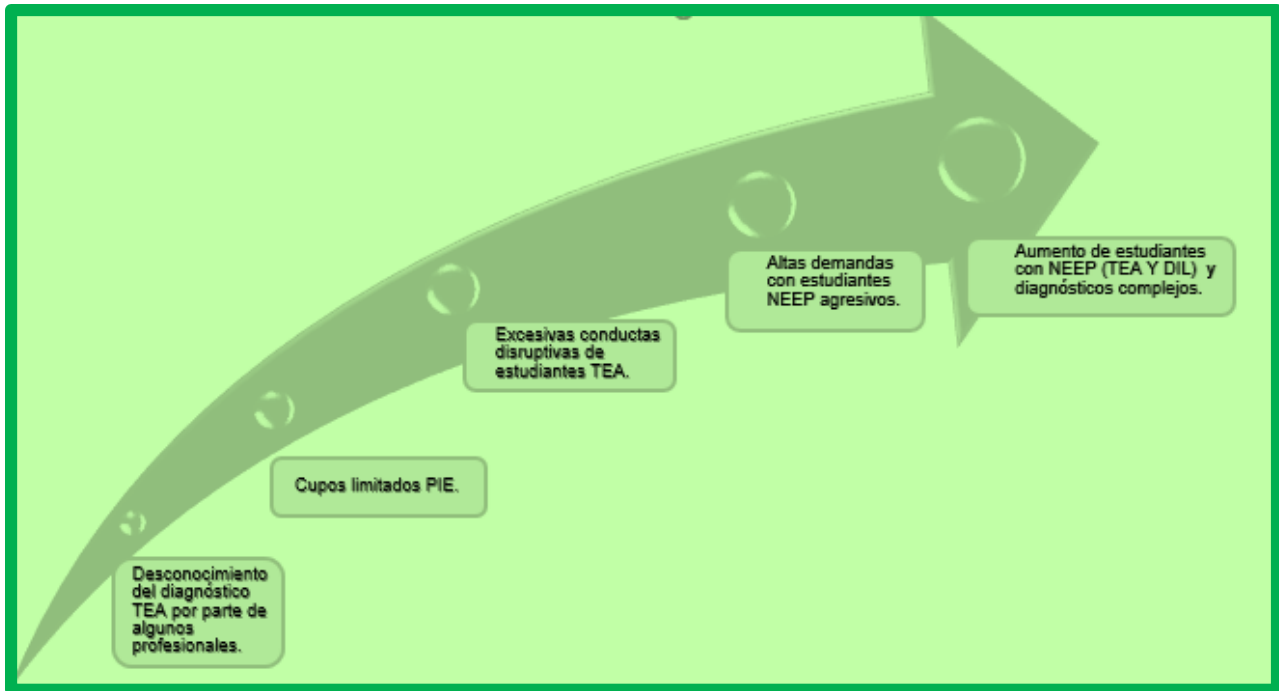 Desconocimiento
del diagnóstico
TEA por parte de
algunos
profesionales.
Cupos limitados PIE.
Excesivas conductas
disruptivas de
estudiantes TEA.
Altas demandas
con estudiantes
NEEP agresivos.
Aumento de estudiantes
con NEEP (TEA Y DIL) y
diagnósticos complejos.